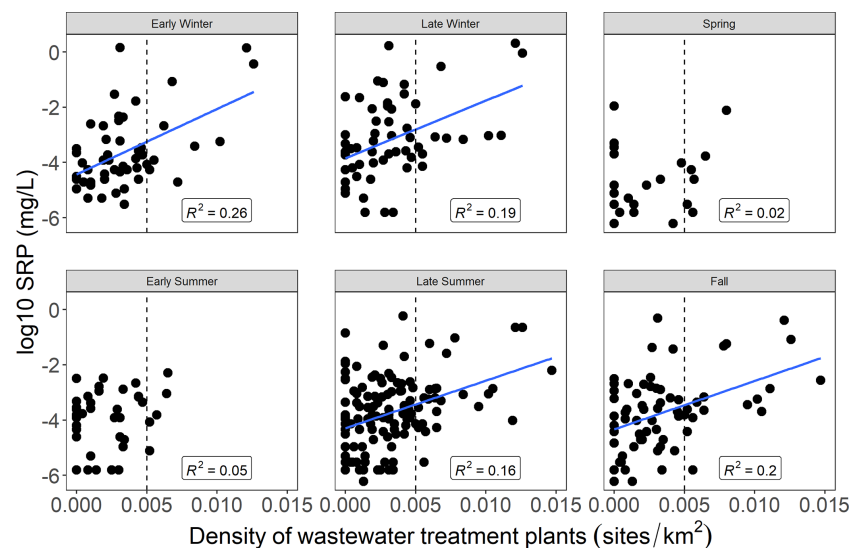 Early Winter
Late Winter
Spring
0
-2
-4
-6
R² = 0.26
R² = 0.19
R² = 0.02
log10 SRP (mg/L)
Early Summer
Late Summer
Fall
0
-2
-4
-6
R² = 0.05
R² = 0.16
R² = 0.2
0.000 0.005 0.010 0.015
0.000 0.005 0.010 0.015
0.000 0.005 0.010 0.015
Density of wastewater treatment plants (sites/km²)